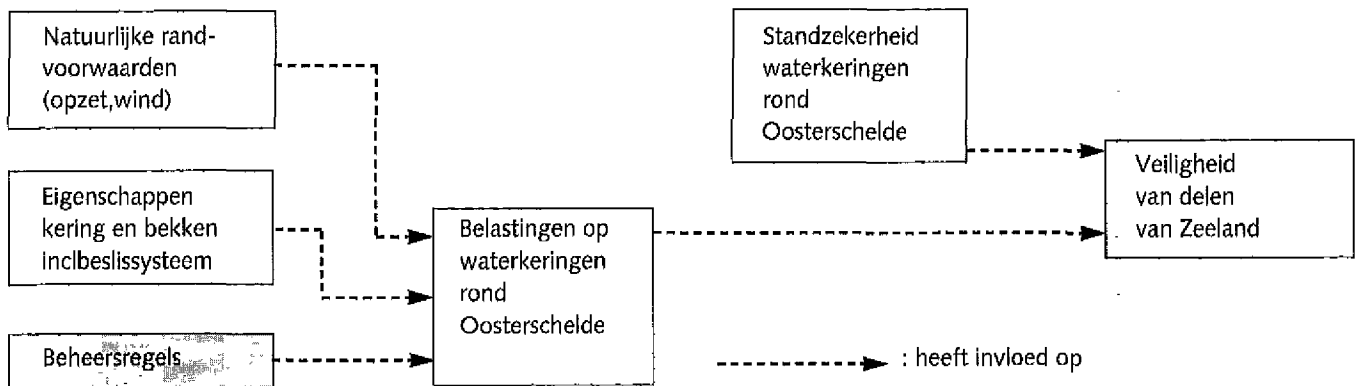 Natuurlijke rand-
voorwaarden
(opzet,wind)
Eigenschappen
kering en bekken
inclbeslissysteem
Beheersregels
Belastingen op
waterkeringen
rond
Oosterschelde
Standzekerheid
waterkeringen
rond
Oosterschelde
Veiligheid
van delen
van Zeeland
: heeft invloed op